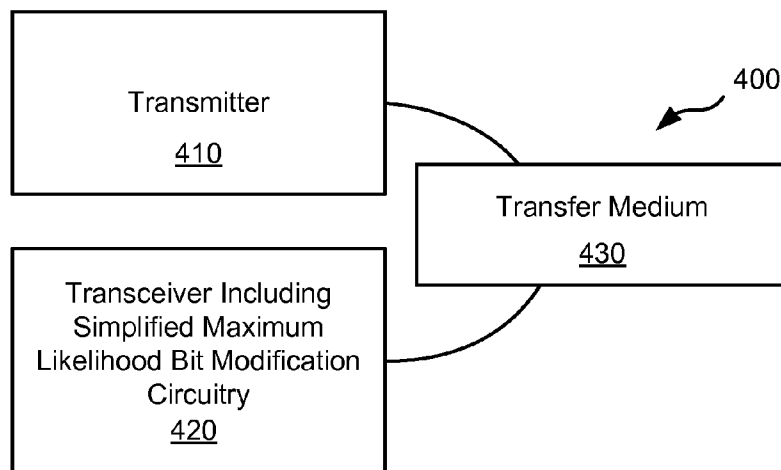 Transmitter
410
400
Transfer Medium
430
Transceiver Including
Simplified Maximum
Likelihood Bit Modification
Circuitry
420